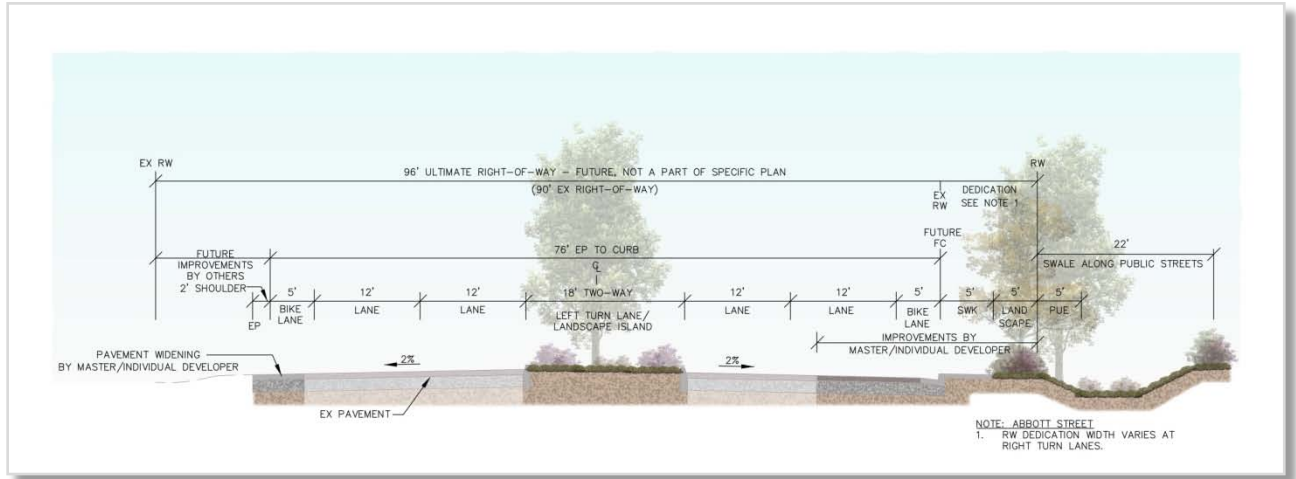 EX RW
RW
96' ULTIMATE RIGHT-OF-WAY - FUTURE, NOT A PART OF SPECIFIC PLAN
(90' EX RIGHT-OF-WAY)
EX
RW
DEDICATION
SEE NOTE 1
FUTURE
FC
FUTURE
IMPROVEMENTS
BY OTHERS
2' SHOULDER
76' EP TO CURB
℄
22'
SWALE ALONG PUBLIC STREETS
EP
5'
BIKE
LANE
12'
LANE
12'
LANE
18' TWO-WAY
LEFT TURN LANE/
LANDSCAPE ISLAND
12'
LANE
12'
LANE
5'
BIKE
LANE
5'
SWK
5'
LAND
SCAPE
5'
PUE
IMPROVEMENTS BY
MASTER/INDIVIDUAL DEVELOPER
PAVEMENT WIDENING
BY MASTER/INDIVIDUAL DEVELOPER
2%
2%
EX PAVEMENT
NOTE: ABBOTT STREET
1. RW DEDICATION WIDTH VARIES AT
RIGHT TURN LANES.